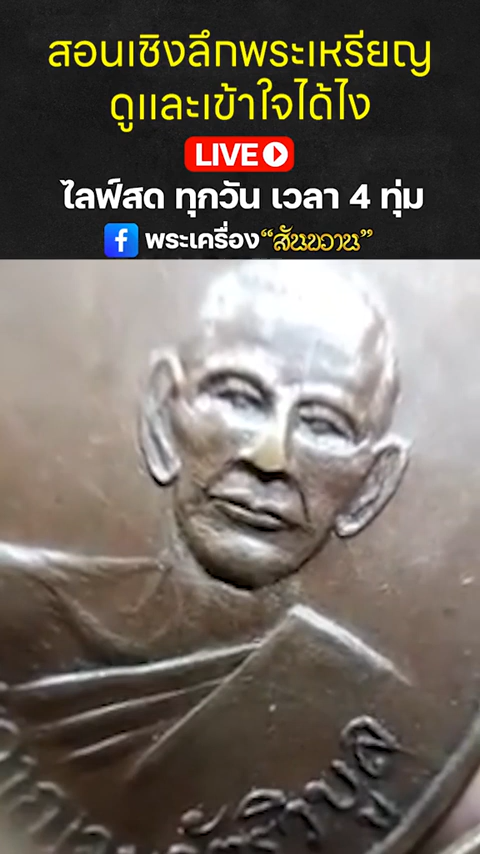 สอนเชิงลึกพระเหรียญ
ดูและเข้าใจได้ไง
LIVE
ไลฟ์สด ทุกวัน เวลา 4 ทุ่ม
f พระเครื่อง “สันขวาน”